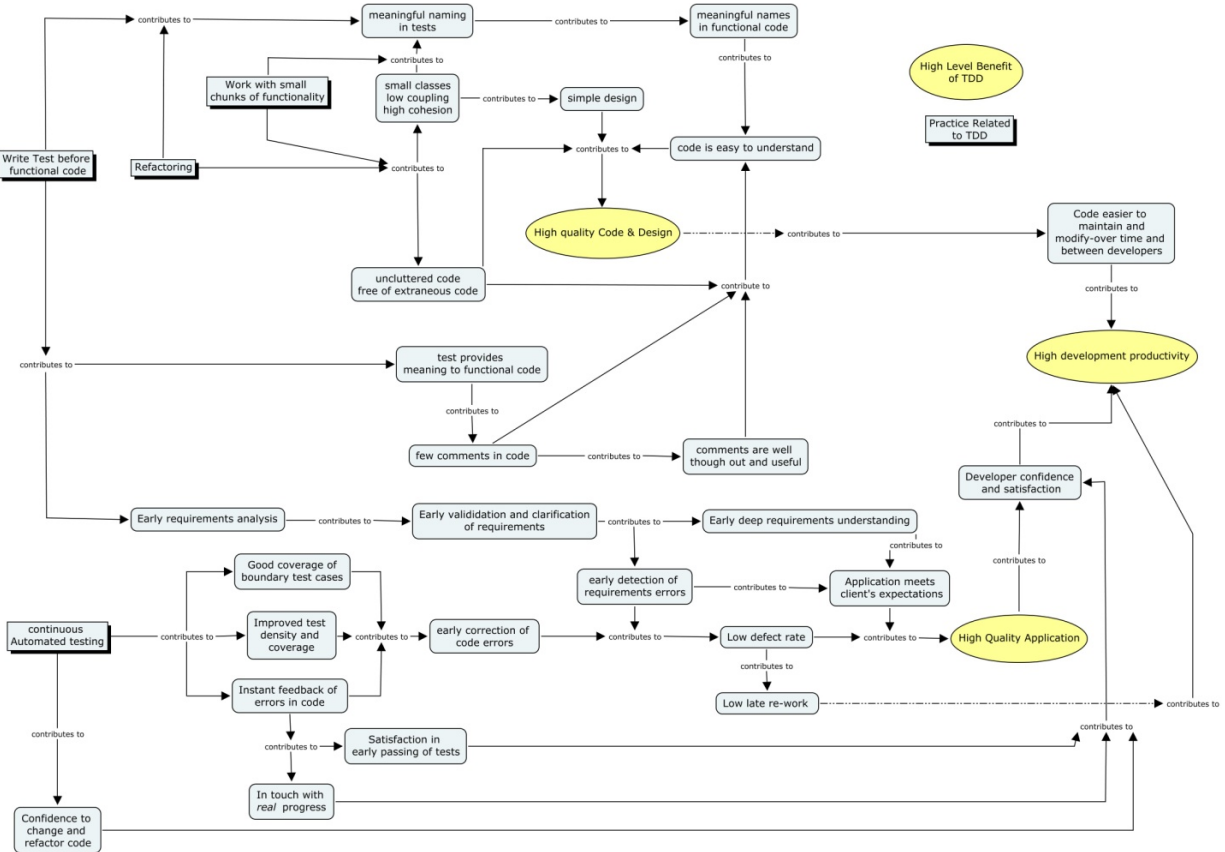 contributes to
meaningful naming
in tests
contributes to
meaningful names
in functional code
contributes to
contributes to
High Level Benefit
of TDD
Work with small
chunks of functionality
small classes
low coupling
high cohesion
contributes to
simple design
Practice Related
to TDD
Write Test before
functional code
Refactoring
contributes to
contributes to
code is easy to understand
High quality Code & Design
contributes to
Code easier to
maintain and
modify-over time and
between developers
uncluttered code
free of extraneous code
contribute to
contributes to
contributes to
test provides
meaning to functional code
High development productivity
contributes to
contributes to
few comments in code
contributes to
comments are well
though out and useful
Developer confidence
and satisfaction
Early requirements analysis
contributes to
Early valididation and clarification
of requirements
contributes to
Early deep requirements understanding
contributes to
contributes to
Good coverage of
boundary test cases
early detection of
requirements errors
contributes to
Application meets
client's expectations
continuous
Automated testing
contributes to
Improved test
density and
coverage
contributes to
early correction of
code errors
contributes to
Low defect rate
contributes to
High Quality Application
contributes to
Instant feedback of
errors in code
Low late re-work
contributes to
contributes to
contributes to
contributes to
Satisfaction in
early passing of tests
In touch with
real progress
Confidence to
change and
refactor code